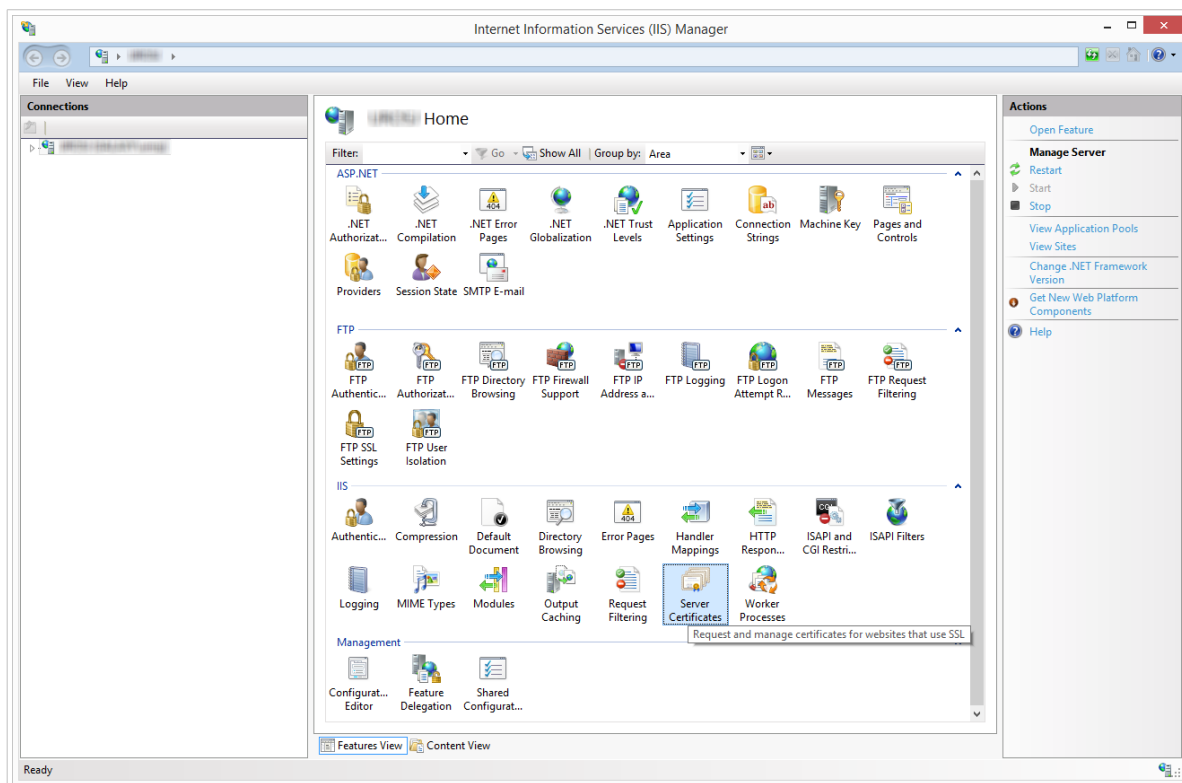 Internet Information Services (IIS) Manager
File View Help
Connections
Home
Filter: Go Show All Group by: Area
ASP.NET
.NET Authorizat...
.NET Compilation
.NET Error Pages
.NET Globalization
.NET Trust Levels
Application Settings
Connection Strings
Machine Key
Pages and Controls
Providers
Session State
SMTP E-mail
FTP
FTP Authentic...
FTP Authorizat...
FTP Directory Browsing
FTP Firewall Support
FTP IP Address a...
FTP Logging
FTP Logon Attempt R...
FTP Messages
FTP Request Filtering
FTP SSL Settings
FTP User Isolation
IIS
Authentic...
Compression
Default Document
Directory Browsing
Error Pages
Handler Mappings
HTTP Respon...
ISAPI and CGI Restri...
ISAPI Filters
Logging
MIME Types
Modules
Output Caching
Request Filtering
Server Certificates
Worker Processes
Request and manage certificates for websites that use SSL
Management
Configurat... Editor
Feature Delegation
Shared Configurat...
Features View
Content View
Actions
Open Feature
Manage Server
Restart
Start
Stop
View Application Pools
View Sites
Change .NET Framework
Version
Get New Web Platform
Components
Help
Ready